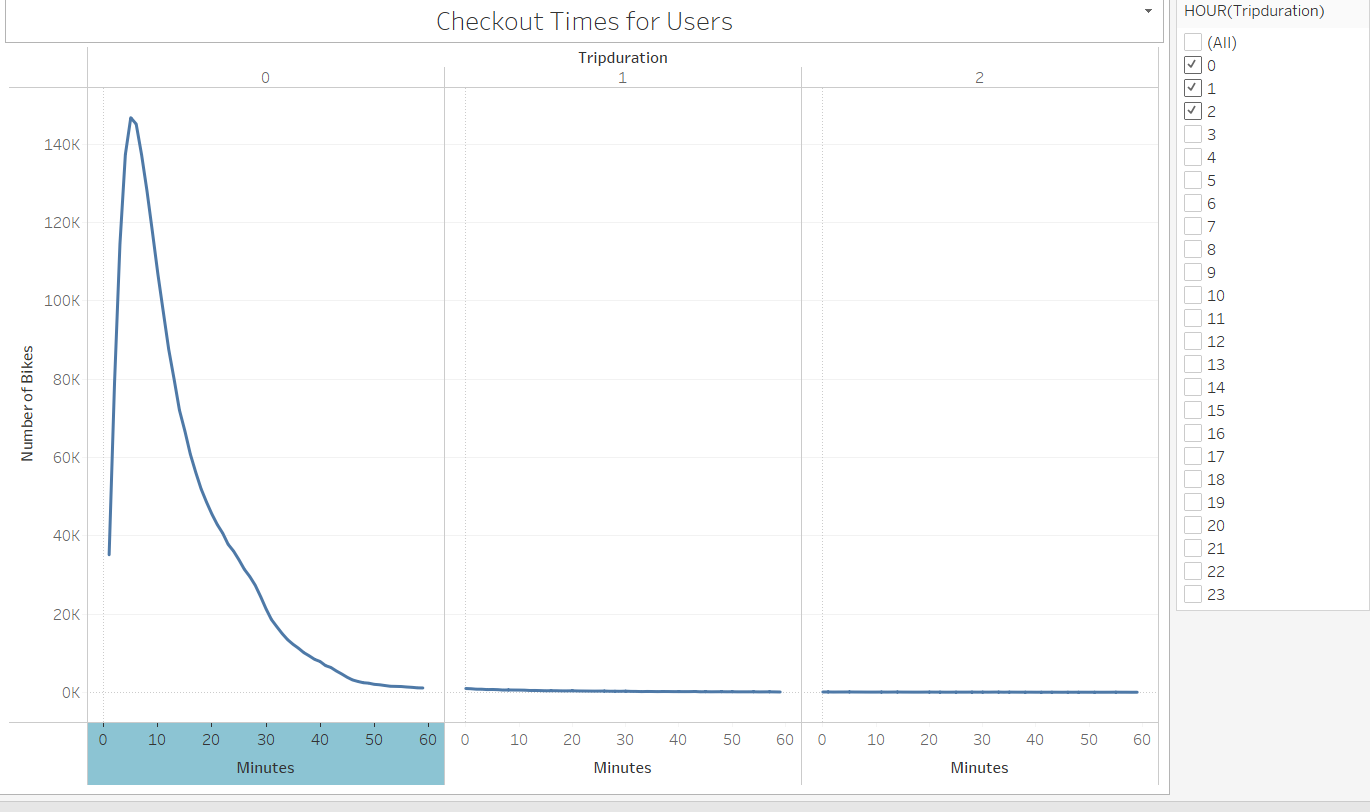 Checkout Times for Users
Tripduration
0 1 2
140K
120K
100K
80K
60K
40K
20K
0K
Number of Bikes
0 10 20 30 40 50 60 0 10 20 30 40 50 60 0 10 20 30 40 50 60
Minutes Minutes Minutes
HOUR(Tripduration)
(All)
0
1
2
3
4
5
6
7
8
9
10
11
12
13
14
15
16
17
18
19
20
21
22
23